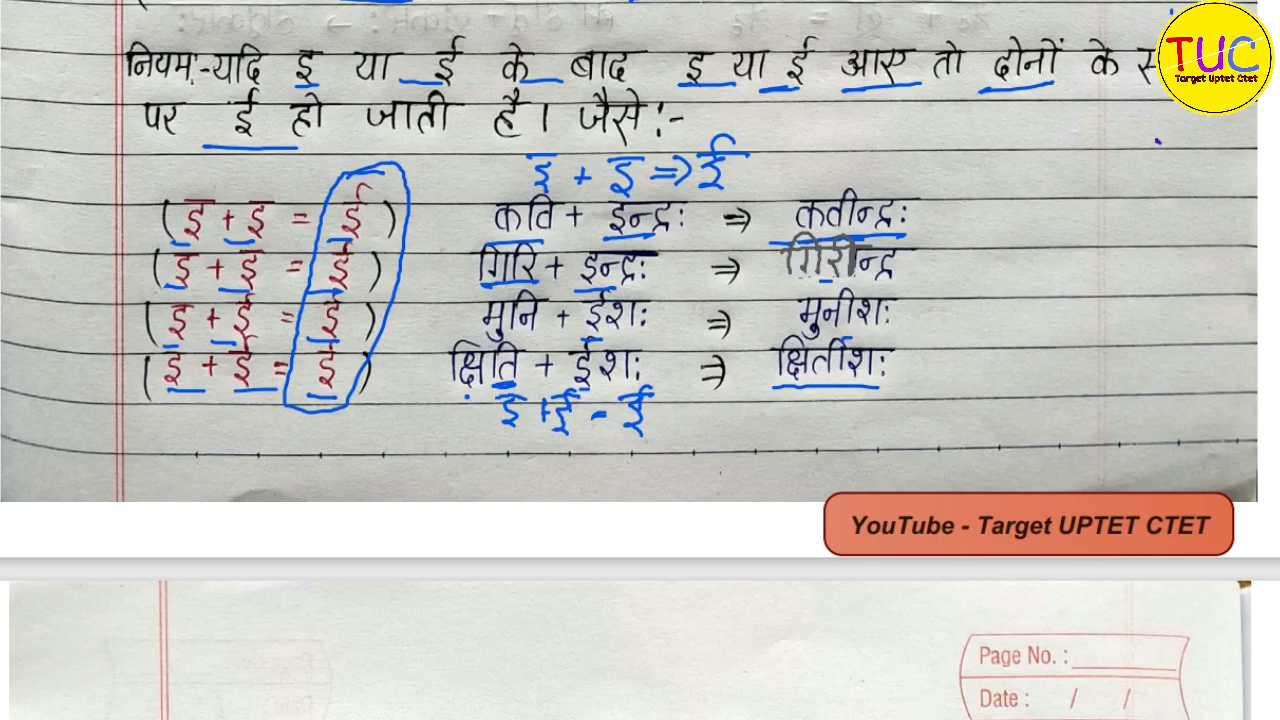 नियमः-यदि इ या ई के बाद इ या ई आए तो दोनों के
पर ई हो जाती है। जैसे:-
इ + इ => ई
(इ + इ = ई) कवि + इन्द्रः => कवीन्द्रः
(इ + इ = ई) गिरि + इन्द्रः => गिरीन्द्र
(इ + ई = ई) मुनि + ईशः => मुनीशः
(इ + ई = ई) क्षिति + ईशः => क्षितीशः
इ + ई - ई
TUC
Target Uptet Ctet
YouTube - Target UPTET CTET
Page No. :
Date : / /